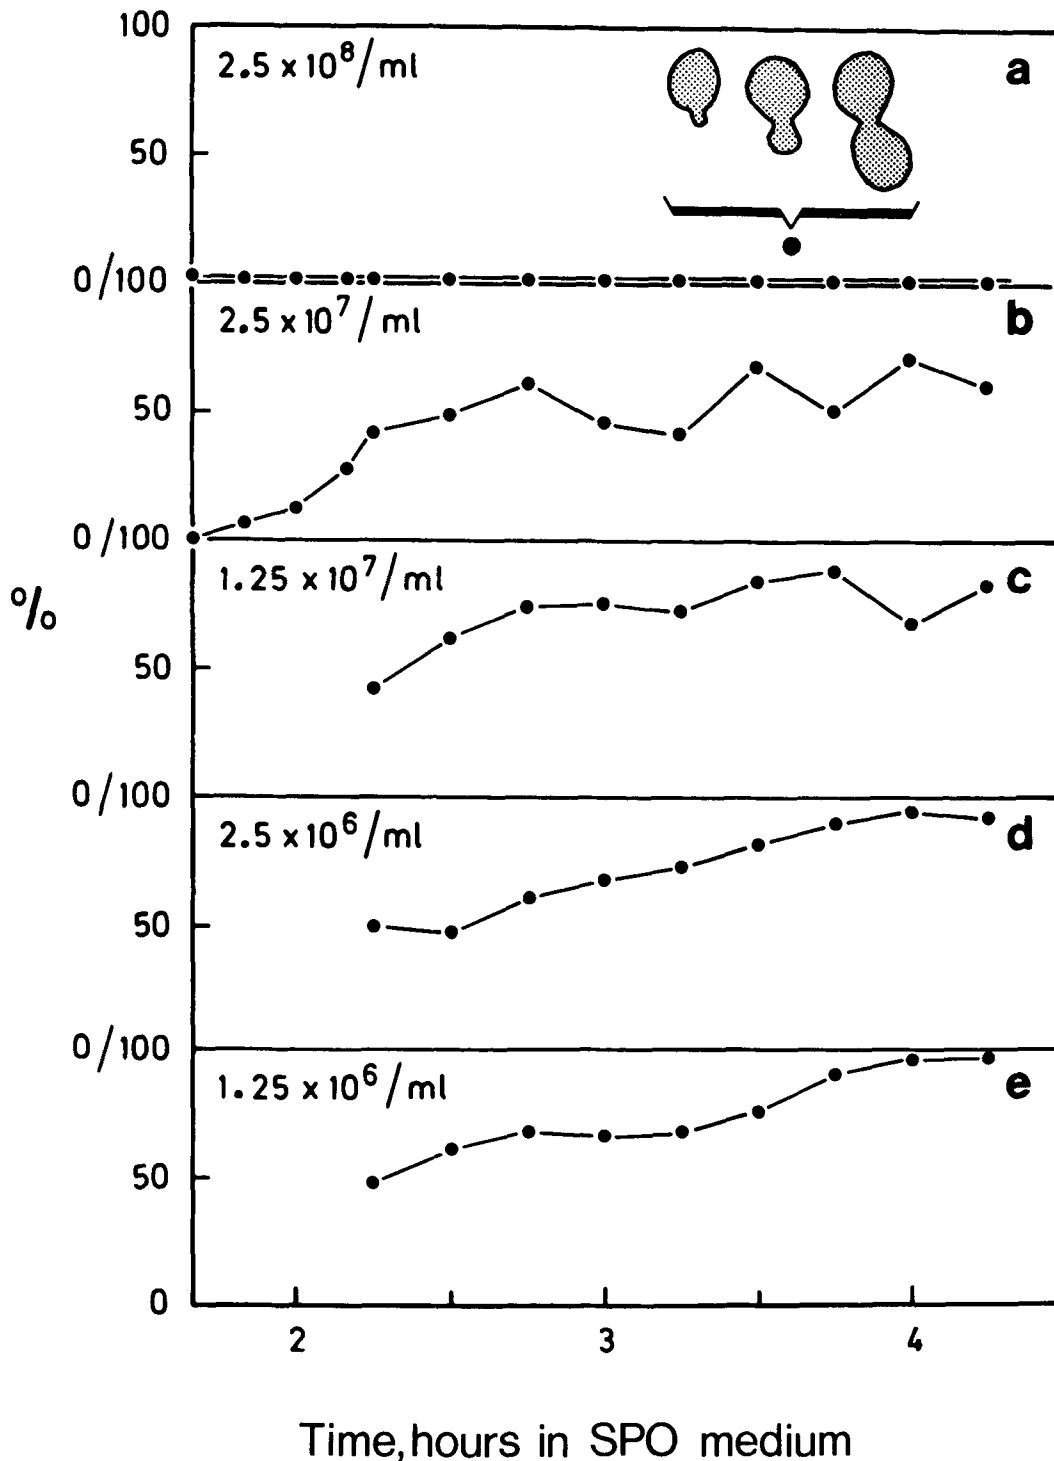 100
2.5 x 10⁸/ml
a
50
0/100
2.5 x 10⁷/ml
b
50
0/100
1.25 x 10⁷/ml
c
%
50
0/100
2.5 x 10⁶/ml
d
50
0/100
1.25 x 10⁶/ml
e
50
0
2 3 4
Time,hours in SPO medium